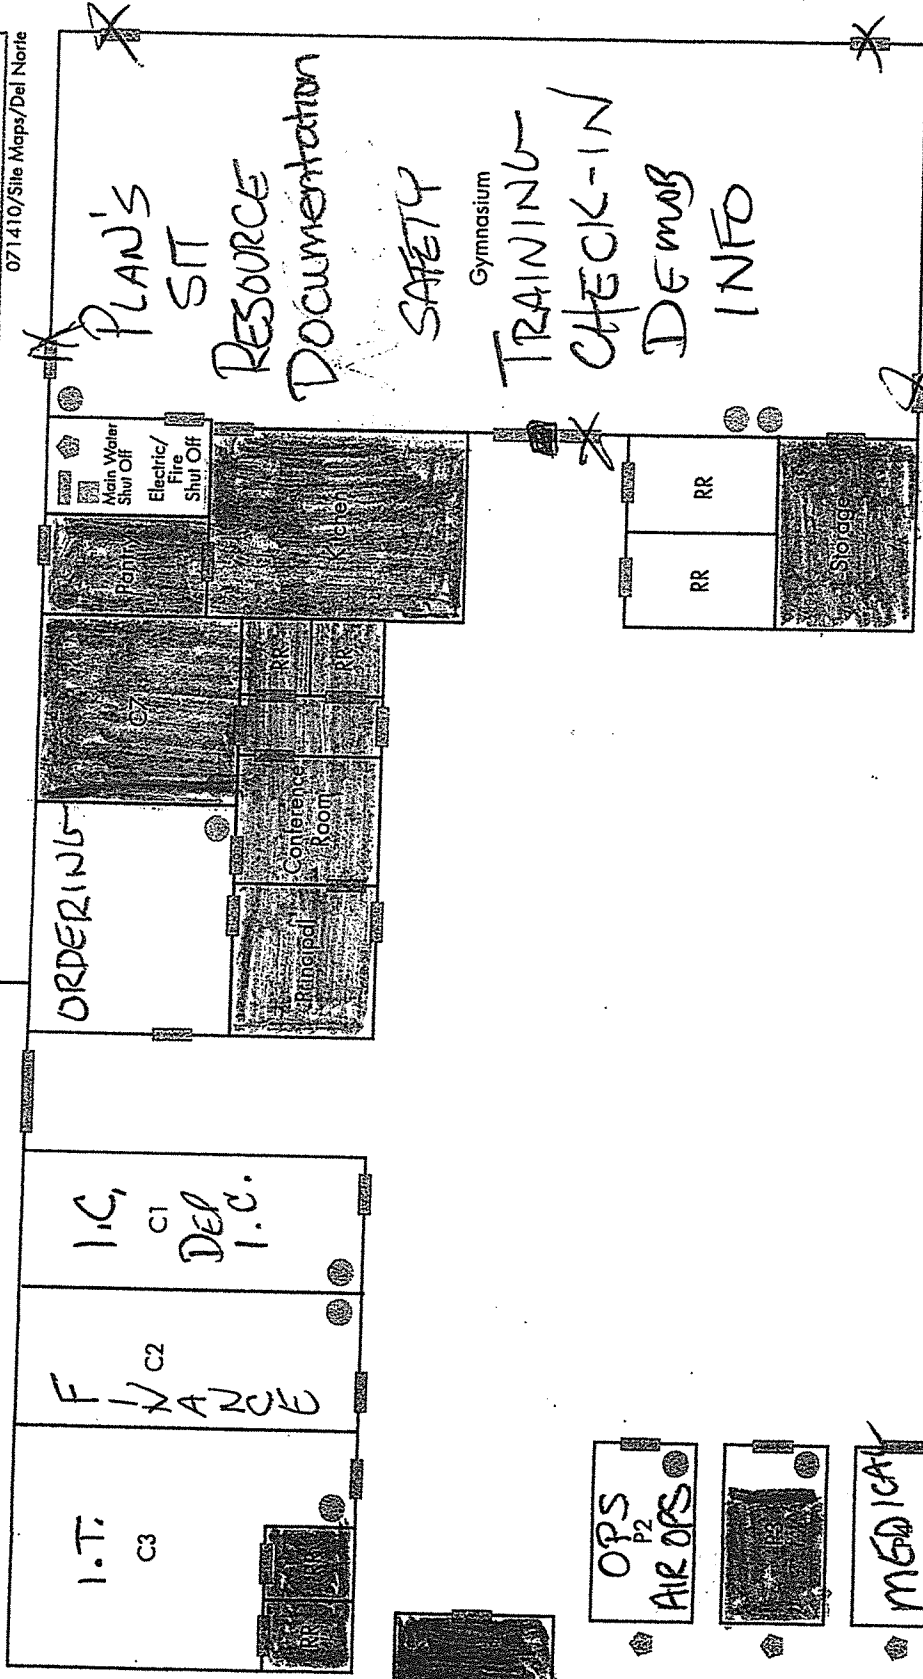 071410/Site Maps/Del Norte
PLAN'S
SIT
RESOURCE
Documentation
SAFETY
Gymnasium
TRAINING
CHECK-IN
DEMOB
INFO
Main Water
Shut Off
Electric/
Fire
Shut Off
Kitchen
RR
RR
Storage
C7
RR
RR
Conference
Room
Principal
ORDERING
I.C,
C1
DEP
I.C.
FINANCE
C2
I.T.
C3
RR
RR
OPS
P2
AIR OPS
MEDICAL